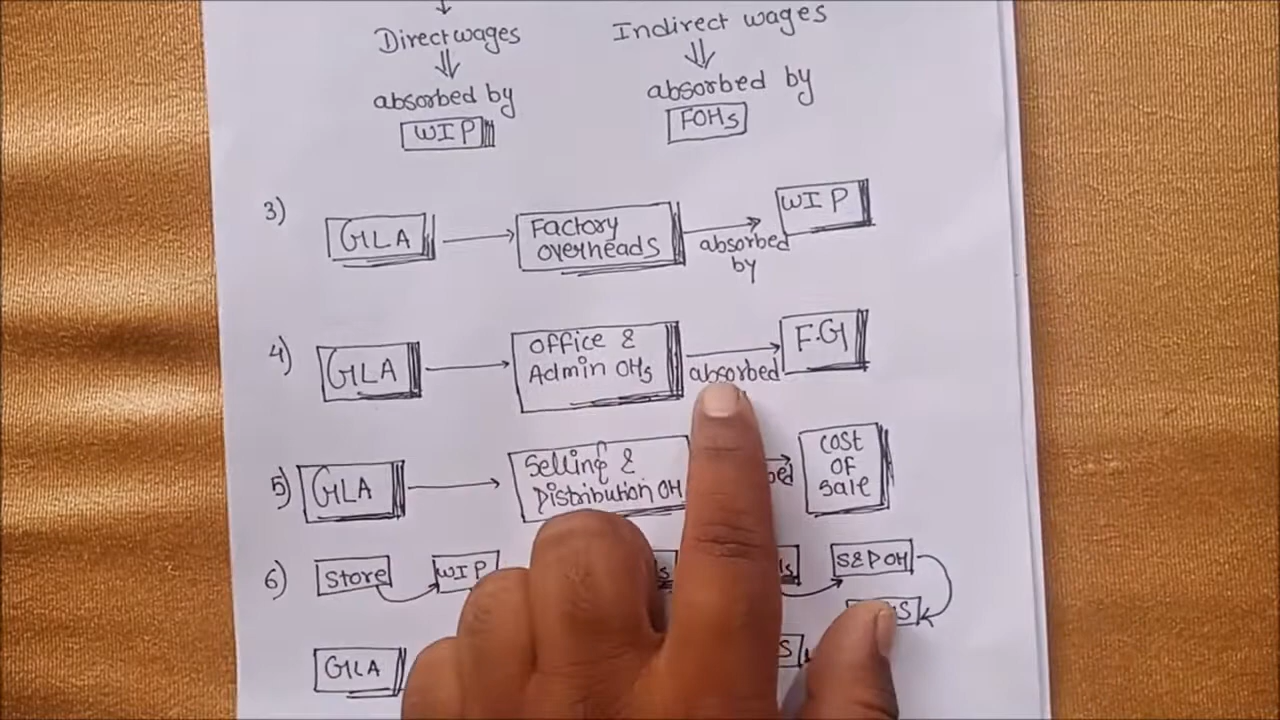 Direct wages
Indirect wages
absorbed by
absorbed by
WIP
FOHs
3)
GLA
Factory
overheads
absorbed
by
WIP
4)
GLA
Office &
Admin OHs
absorbed
F.G
5)
GLA
Selling &
Distribution OH
Cost
OF
Sale
6)
Store
WIP
S&D OH
GLA